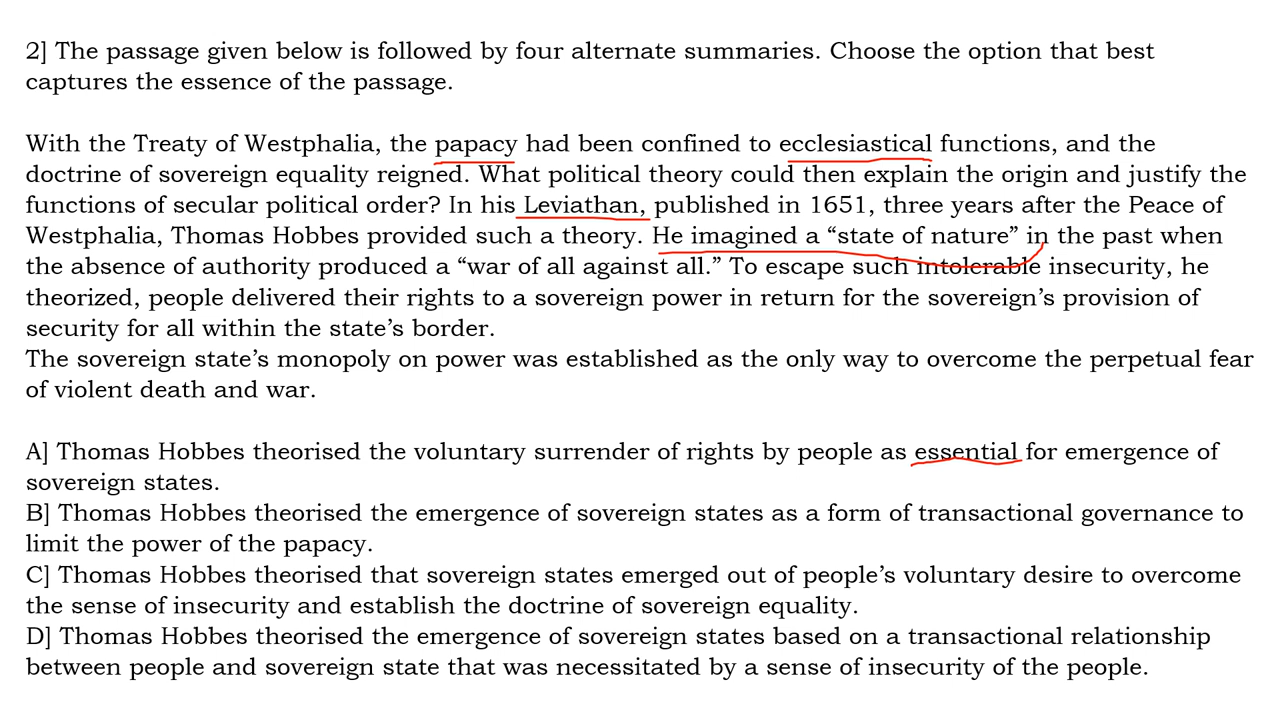 2] The passage given below is followed by four alternate summaries. Choose the option that best
captures the essence of the passage.
With the Treaty of Westphalia, the papacy had been confined to ecclesiastical functions, and the
doctrine of sovereign equality reigned. What political theory could then explain the origin and justify the
functions of secular political order? In his Leviathan, published in 1651, three years after the Peace of
Westphalia, Thomas Hobbes provided such a theory. He imagined a “state of nature” in the past when
the absence of authority produced a “war of all against all.” To escape such intolerable insecurity, he
theorized, people delivered their rights to a sovereign power in return for the sovereign’s provision of
security for all within the state’s border.
The sovereign state’s monopoly on power was established as the only way to overcome the perpetual fear
of violent death and war.
A] Thomas Hobbes theorised the voluntary surrender of rights by people as essential for emergence of
sovereign states.
B] Thomas Hobbes theorised the emergence of sovereign states as a form of transactional governance to
limit the power of the papacy.
C] Thomas Hobbes theorised that sovereign states emerged out of people’s voluntary desire to overcome
the sense of insecurity and establish the doctrine of sovereign equality.
D] Thomas Hobbes theorised the emergence of sovereign states based on a transactional relationship
between people and sovereign state that was necessitated by a sense of insecurity of the people.